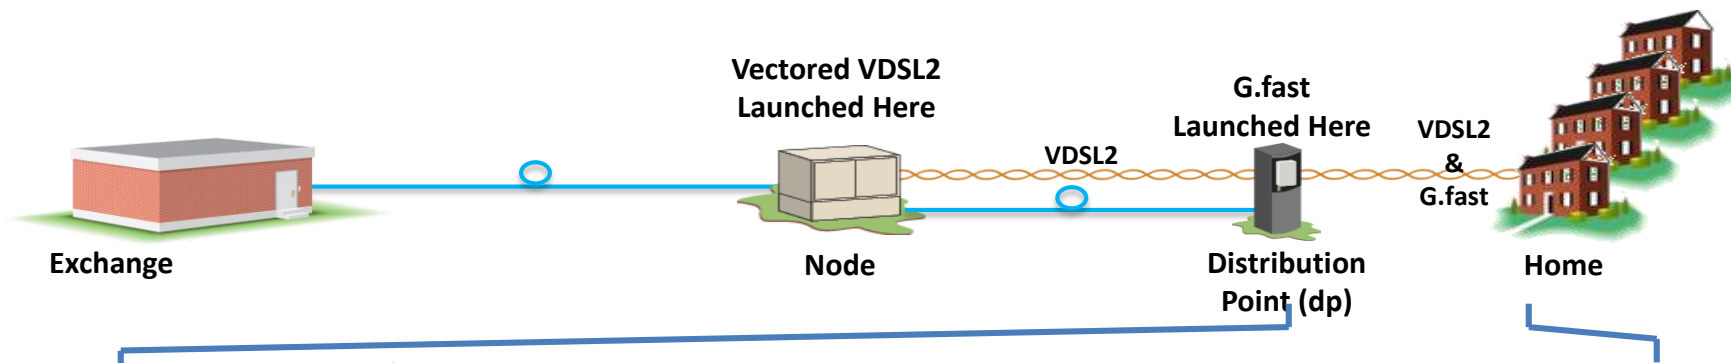 Vectored VDSL2
Launched Here
G.fast
Launched Here
VDSL2
VDSL2
&
G.fast
Exchange
Node
Distribution
Point (dp)
Home